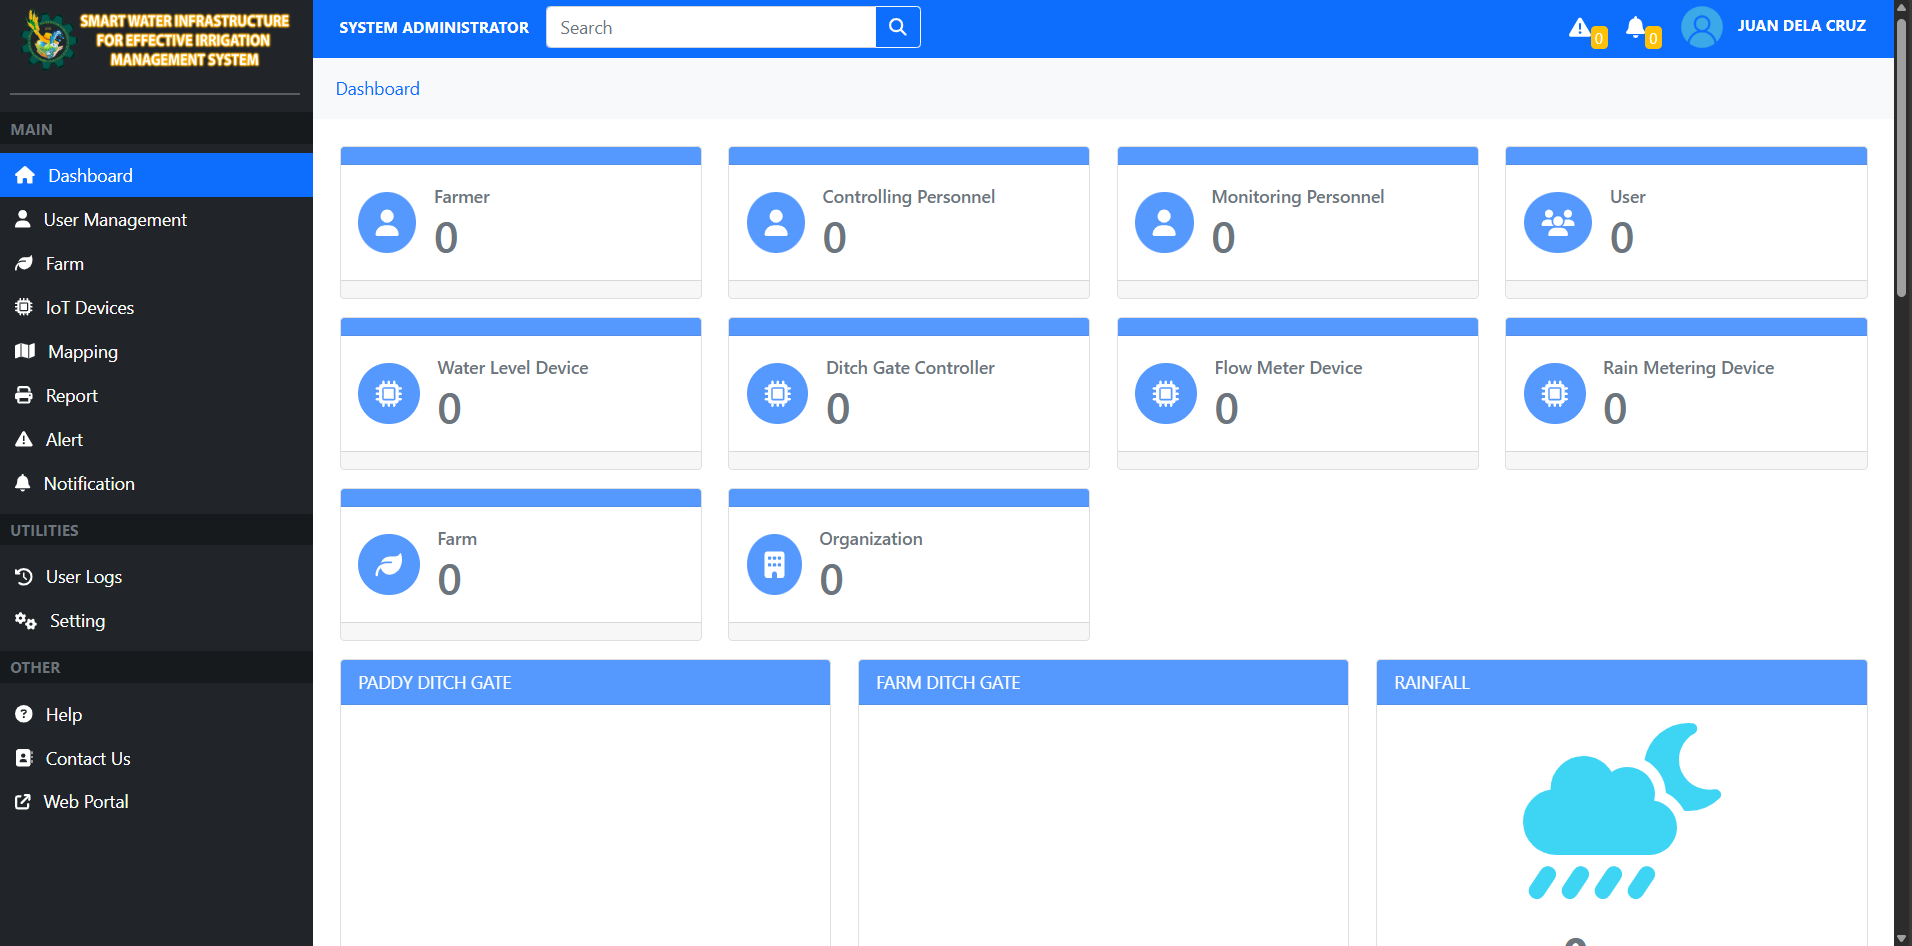 SMART WATER INFRASTRUCTURE
FOR EFFECTIVE IRRIGATION
MANAGEMENT SYSTEM
SYSTEM ADMINISTRATOR
Search
0
0
JUAN DELA CRUZ
Dashboard
MAIN
Dashboard
User Management
Farm
IoT Devices
Mapping
Report
Alert
Notification
UTILITIES
User Logs
Setting
OTHER
Help
Contact Us
Web Portal
Farmer
0
Controlling Personnel
0
Monitoring Personnel
0
User
0
Water Level Device
0
Ditch Gate Controller
0
Flow Meter Device
0
Rain Metering Device
0
Farm
0
Organization
0
PADDY DITCH GATE
FARM DITCH GATE
RAINFALL